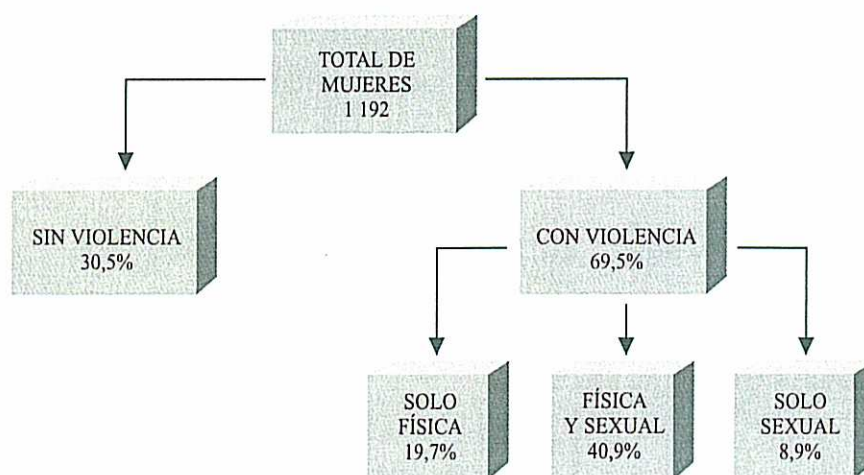 TOTAL DE
MUJERES
1 192
SIN VIOLENCIA
30,5%
CON VIOLENCIA
69,5%
SOLO
FÍSICA
19,7%
FÍSICA
Y SEXUAL
40,9%
SOLO
SEXUAL
8,9%